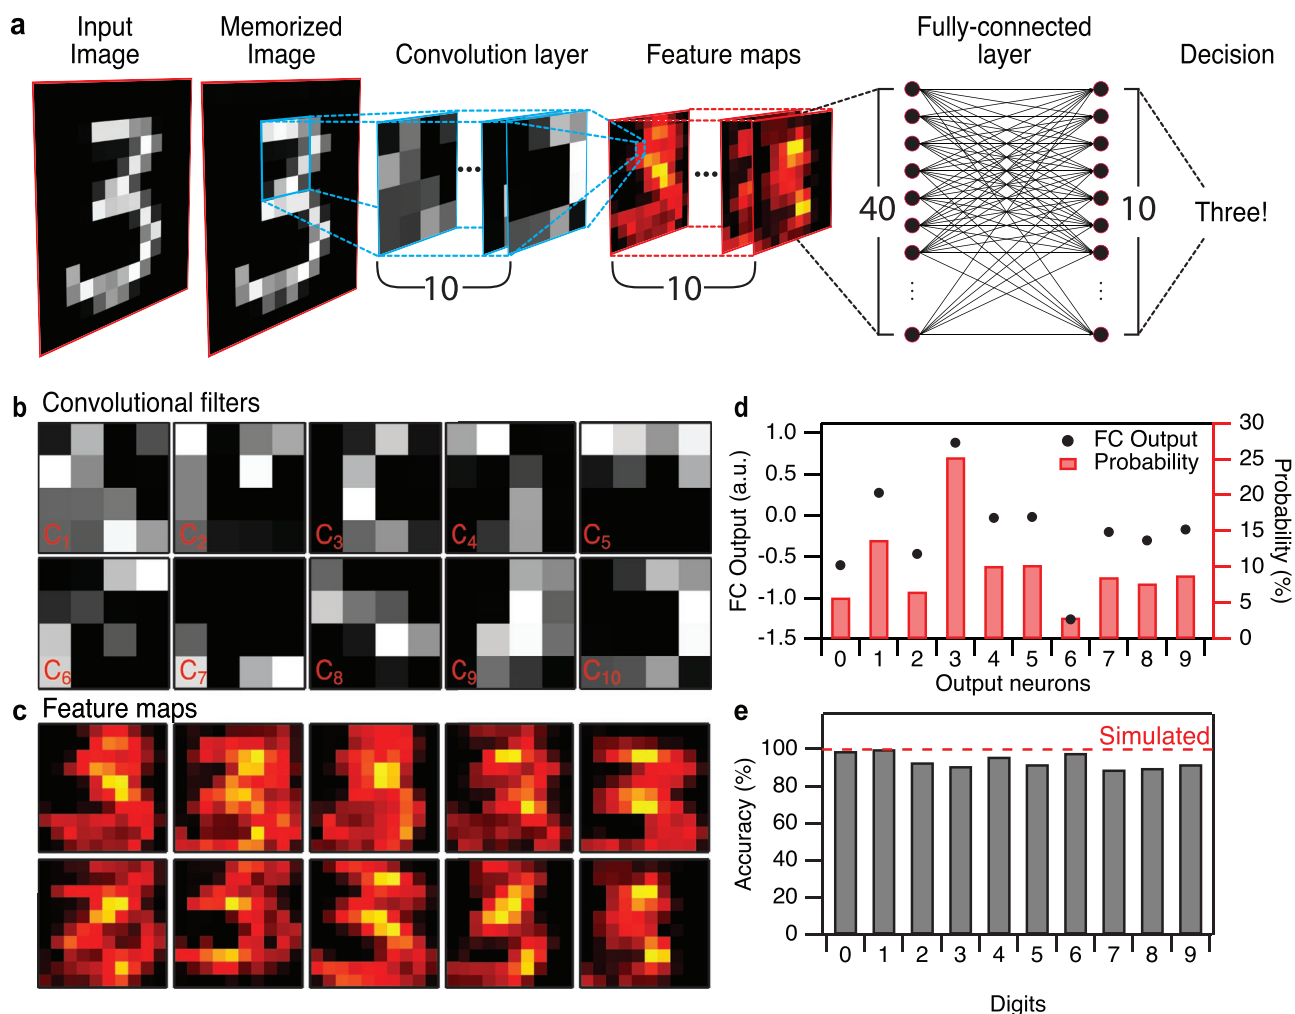 a
Input Image
Memorized Image
Convolution layer
Feature maps
Fully-connected layer
Decision
10
10
40
10
Three!
b Convolutional filters
C1 C2 C3 C4 C5
C6 C7 C8 C9 C10
c Feature maps
d
FC Output (a.u.)
1.0
0.5
0.0
-0.5
-1.0
-1.5
FC Output
Probability
30
25
20
15
10
5
0
Probability (%)
0 1 2 3 4 5 6 7 8 9
Output neurons
e
Accuracy (%)
100
80
60
40
20
0
Simulated
0 1 2 3 4 5 6 7 8 9
Digits